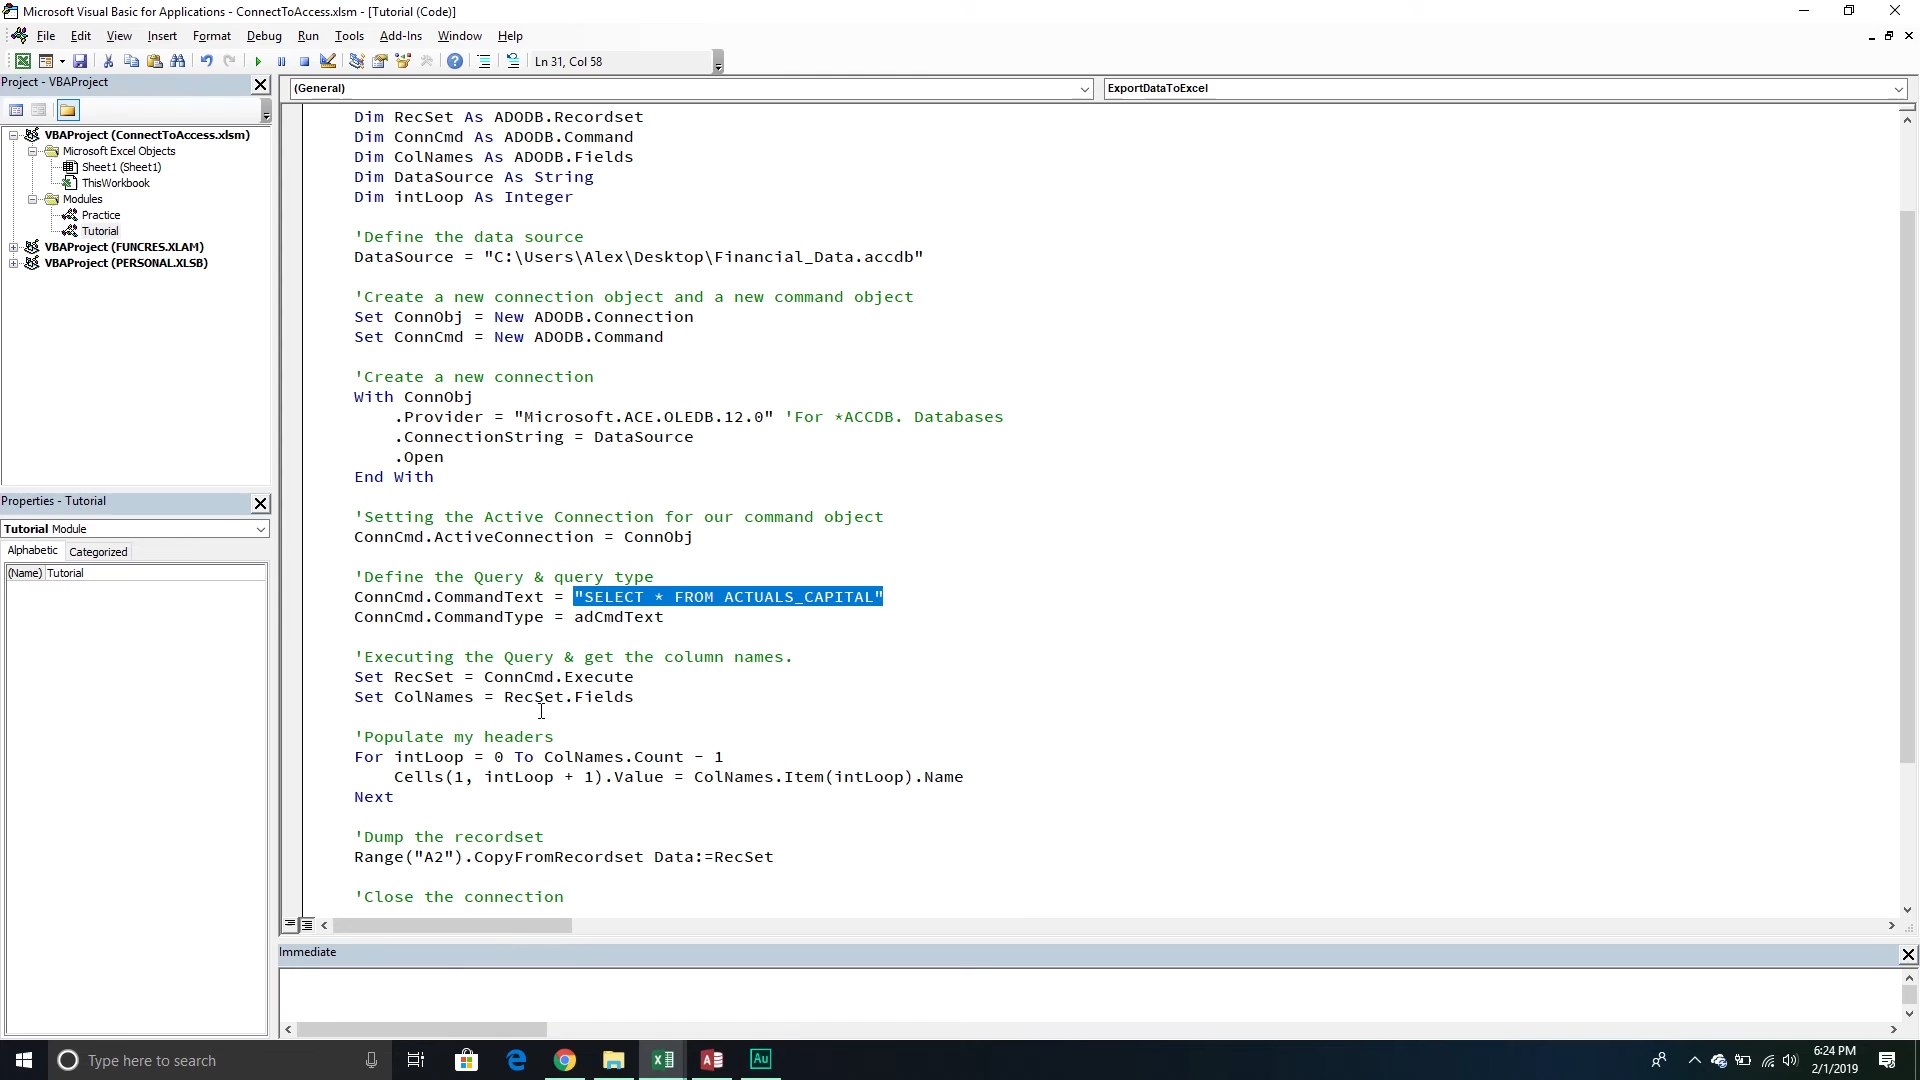 Microsoft Visual Basic for Applications - ConnectToAccess.xlsm - [Tutorial (Code)]
File Edit View Insert Format Debug Run Tools Add-Ins Window Help
Ln 31, Col 58
Project - VBAProject
(General)
ExportDataToExcel
VBAProject (ConnectToAccess.xlsm)
Microsoft Excel Objects
Sheet1 (Sheet1)
ThisWorkbook
Modules
Practice
Tutorial
VBAProject (FUNCRES.XLAM)
VBAProject (PERSONAL.XLSB)
Properties - Tutorial
Tutorial Module
Alphabetic Categorized
(Name) Tutorial
Dim RecSet As ADODB.Recordset
Dim ConnCmd As ADODB.Command
Dim ColNames As ADODB.Fields
Dim DataSource As String
Dim intLoop As Integer
'Define the data source
DataSource = "C:\Users\Alex\Desktop\Financial_Data.accdb"
'Create a new connection object and a new command object
Set ConnObj = New ADODB.Connection
Set ConnCmd = New ADODB.Command
'Create a new connection
With ConnObj
.Provider = "Microsoft.ACE.OLEDB.12.0" 'For *ACCDB. Databases
.ConnectionString = DataSource
.Open
End With
'Setting the Active Connection for our command object
ConnCmd.ActiveConnection = ConnObj
'Define the Query & query type
ConnCmd.CommandText = "SELECT * FROM ACTUALS_CAPITAL"
ConnCmd.CommandType = adCmdText
'Executing the Query & get the column names.
Set RecSet = ConnCmd.Execute
Set ColNames = RecSet.Fields
'Populate my headers
For intLoop = 0 To ColNames.Count - 1
Cells(1, intLoop + 1).Value = ColNames.Item(intLoop).Name
Next
'Dump the recordset
Range("A2").CopyFromRecordset Data:=RecSet
'Close the connection
Immediate
Type here to search
Au
6:24 PM
2/1/2019